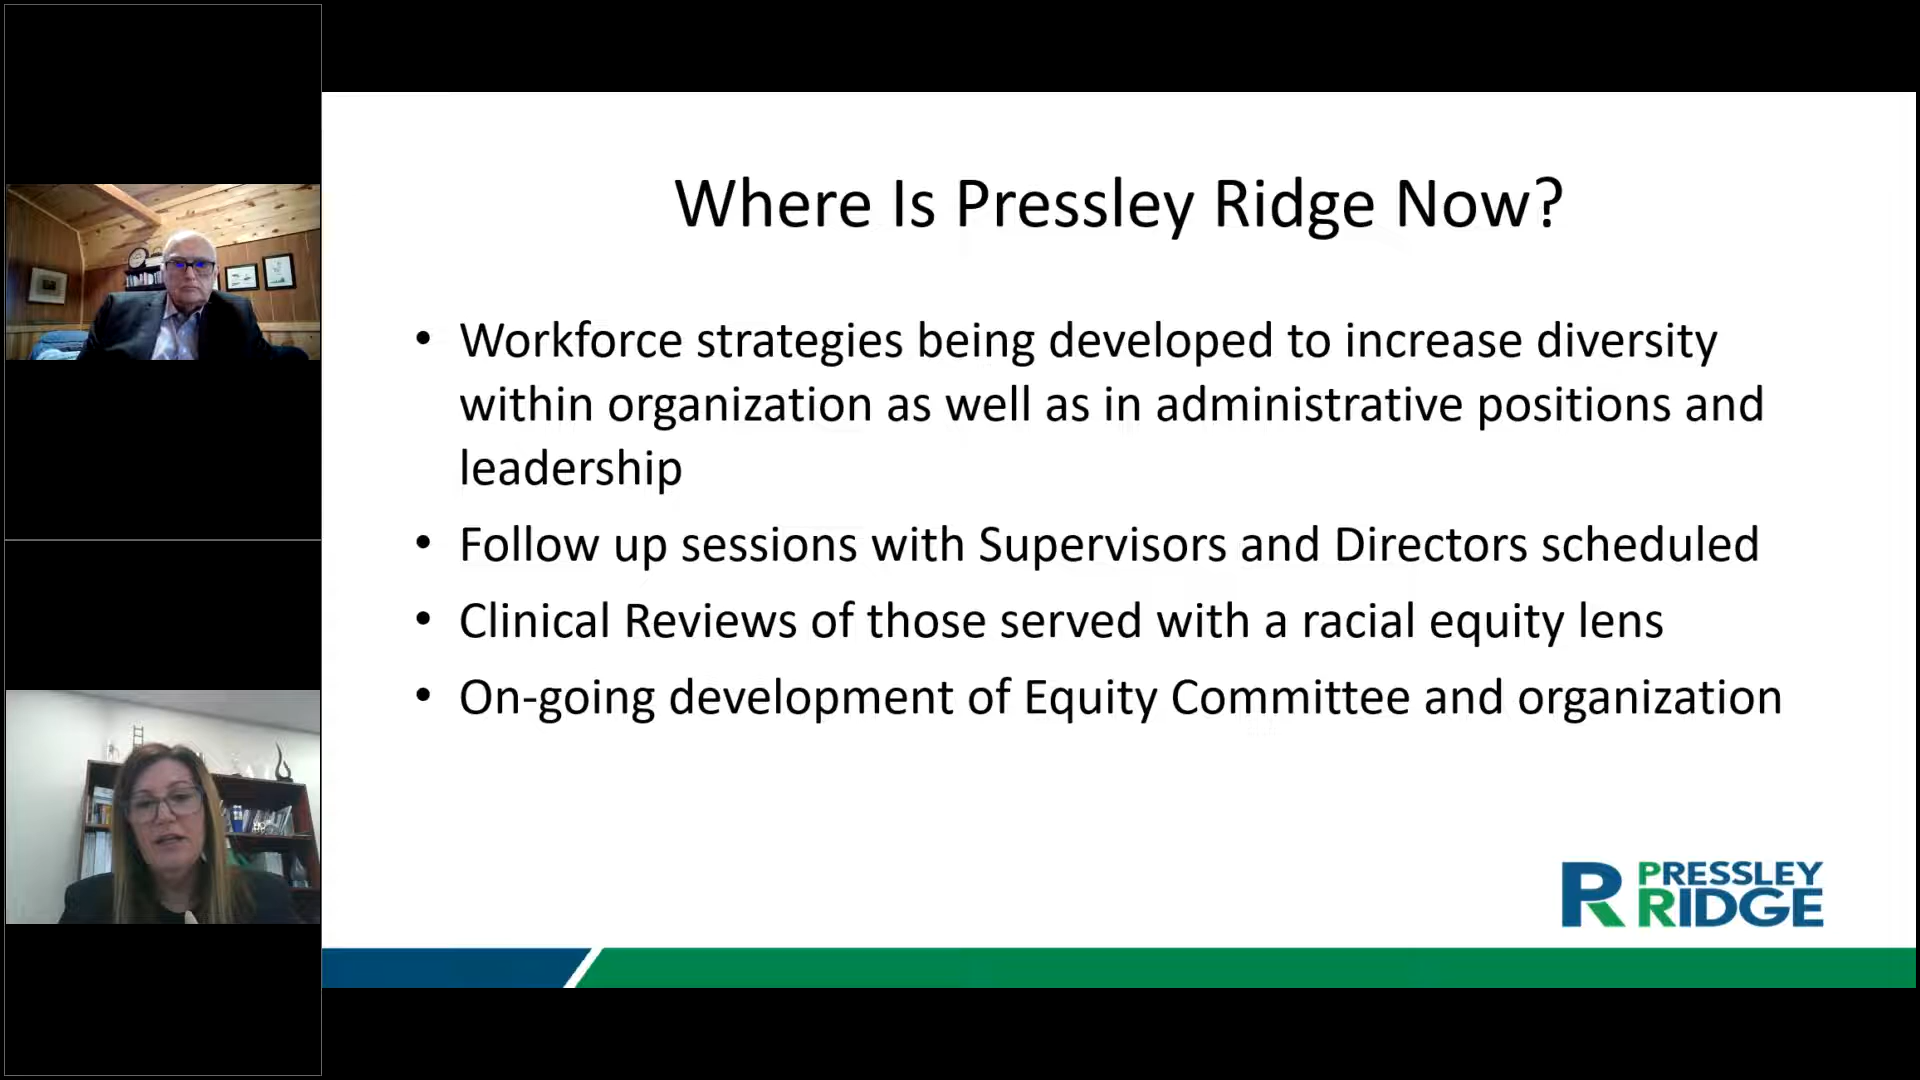 Where Is Pressley Ridge Now?
• Workforce strategies being developed to increase diversity
within organization as well as in administrative positions and
leadership
• Follow up sessions with Supervisors and Directors scheduled
• Clinical Reviews of those served with a racial equity lens
• On-going development of Equity Committee and organization
PRESSLEY
RIDGE